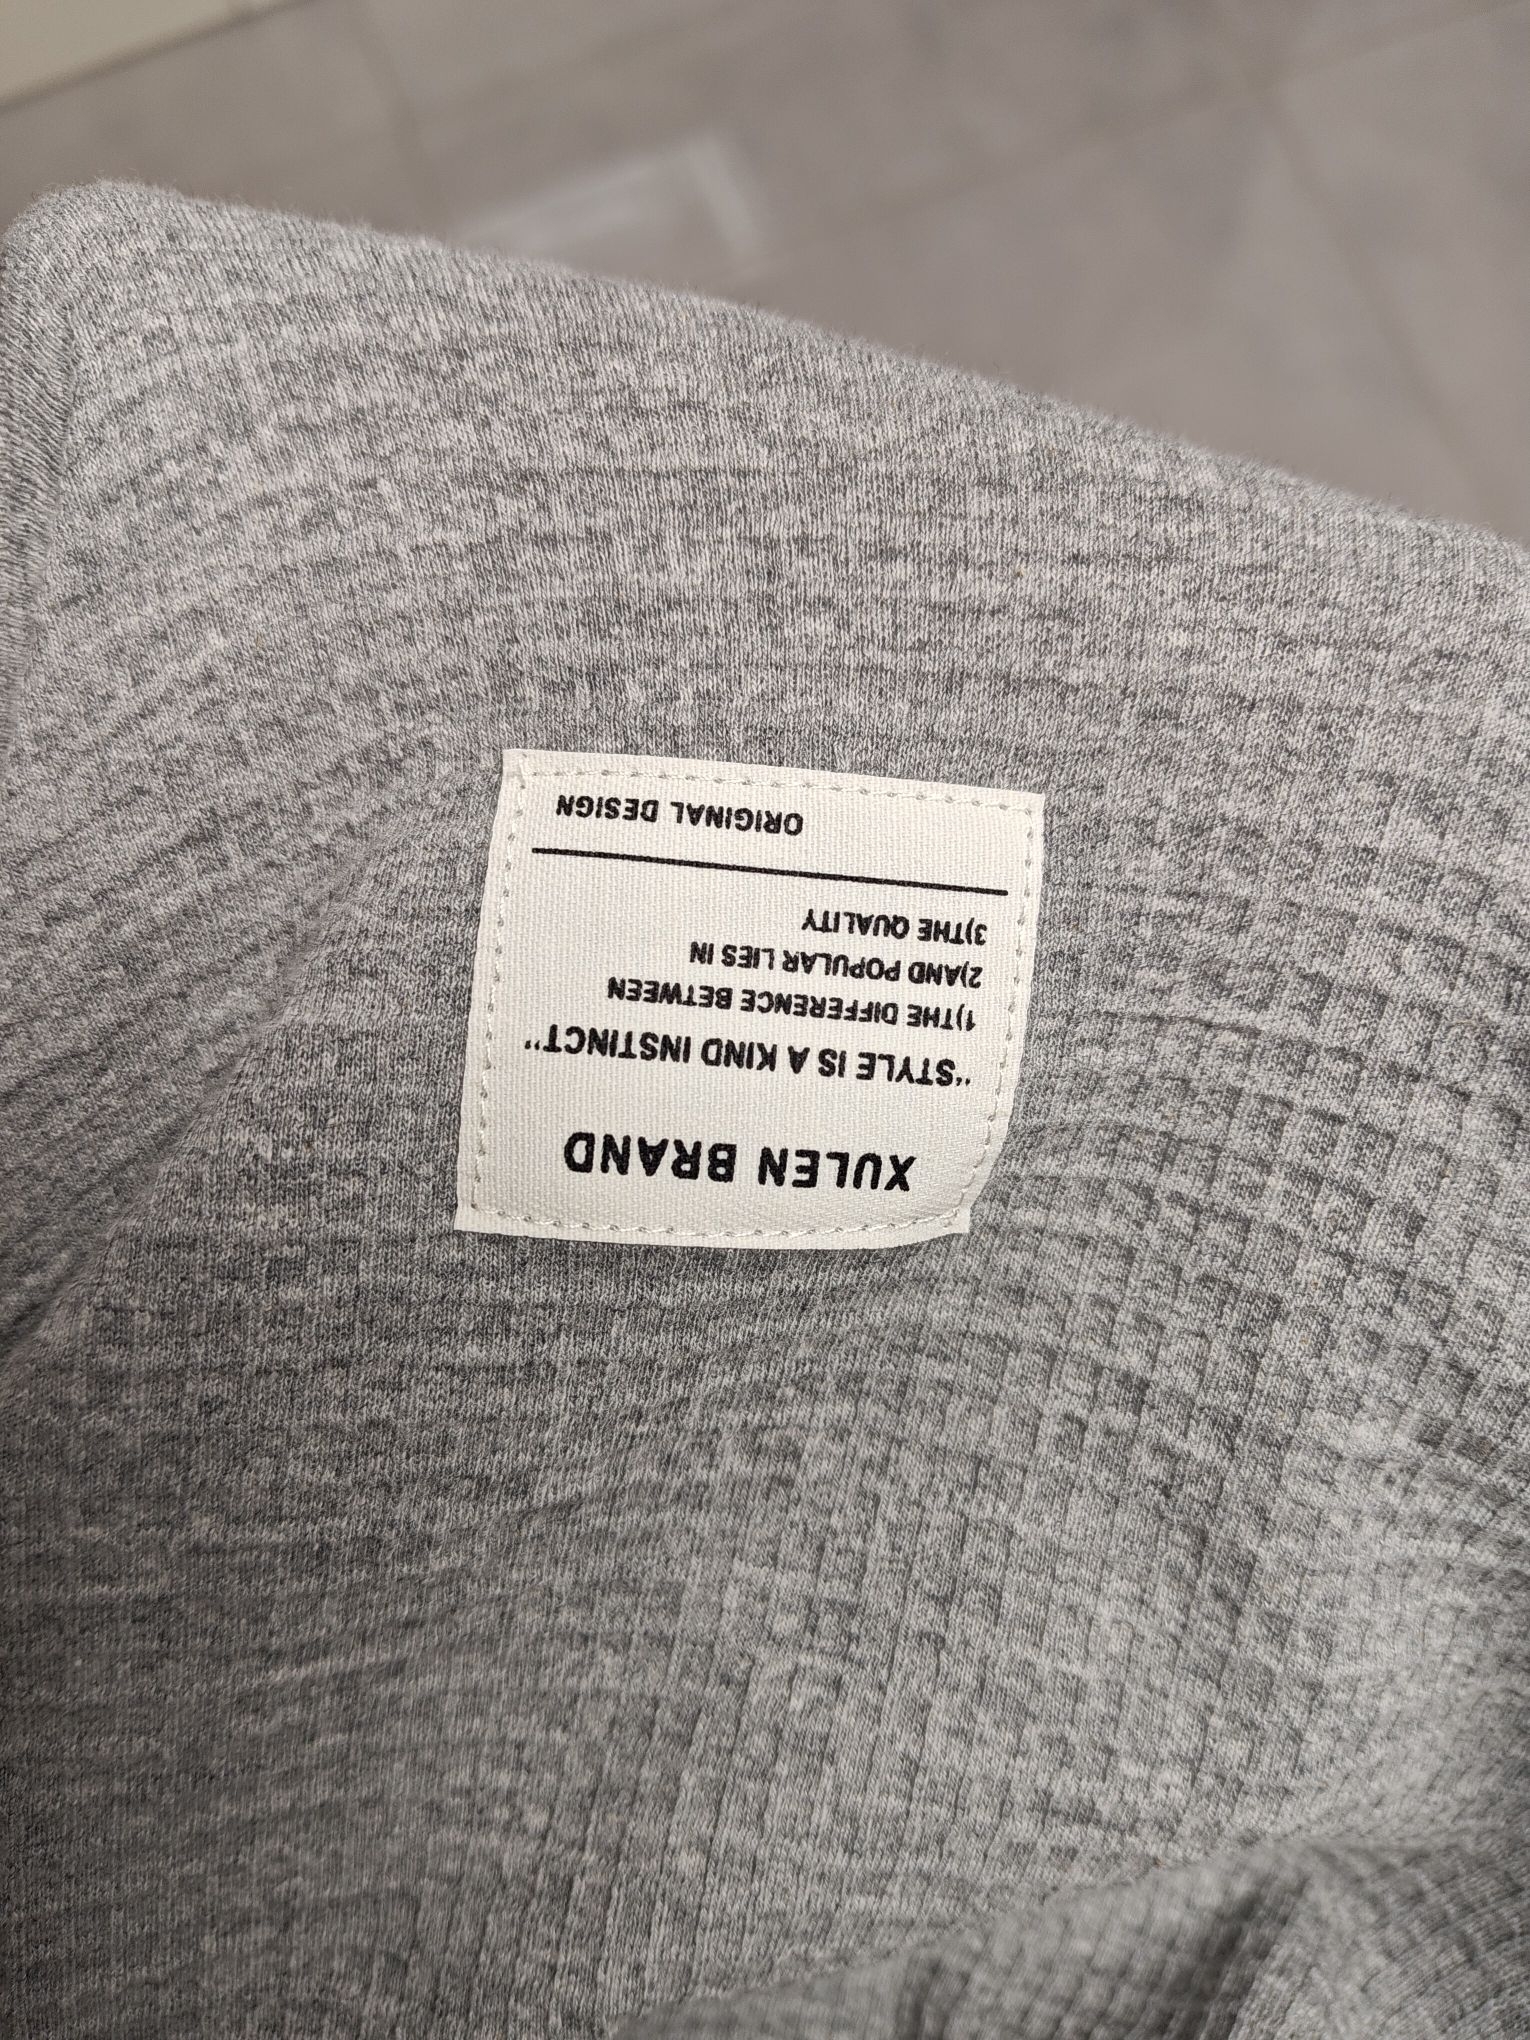 XULEN BRAND
"STYLE IS A KIND INSTINCT"
1)THE DIFFERENCE BETWEEN
2)AND POPULAR LIES IN
3)THE QUALITY
ORIGINAL DESIGN